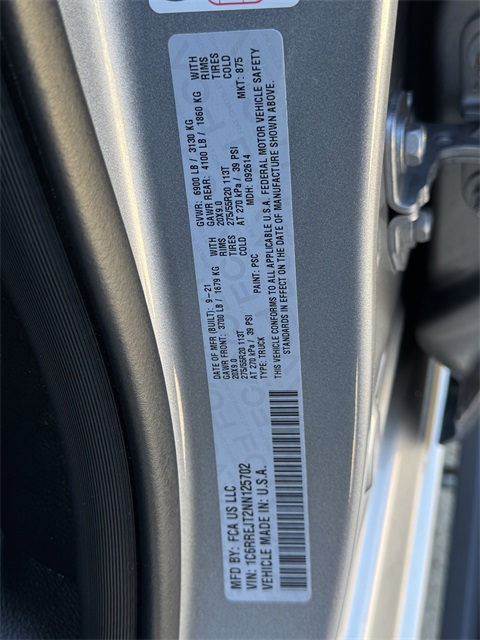 MFD BY: FCA US LLC
VIN: 1C6RREJT2NN125702
VEHICLE MADE IN: U.S.A.
DATE OF MFR (BUILT): 9-21
GVWR: 6900 LB / 3130 KG
GAWR FRONT: 3700 LB / 1679 KG WITH
GAWR REAR: 4100 LB / 1860 KG WITH
20X9.0 RIMS
20X9.0 RIMS
275/55R20 113T TIRES
275/55R20 113T TIRES
AT 270 kPa / 39 PSI COLD
AT 270 kPa / 39 PSI COLD
TYPE: TRUCK
PAINT: PSC
MDH: 092614
MKT: 875
THIS VEHICLE CONFORMS TO ALL APPLICABLE U.S.A. FEDERAL MOTOR VEHICLE SAFETY
STANDARDS IN EFFECT ON THE DATE OF MANUFACTURE SHOWN ABOVE.